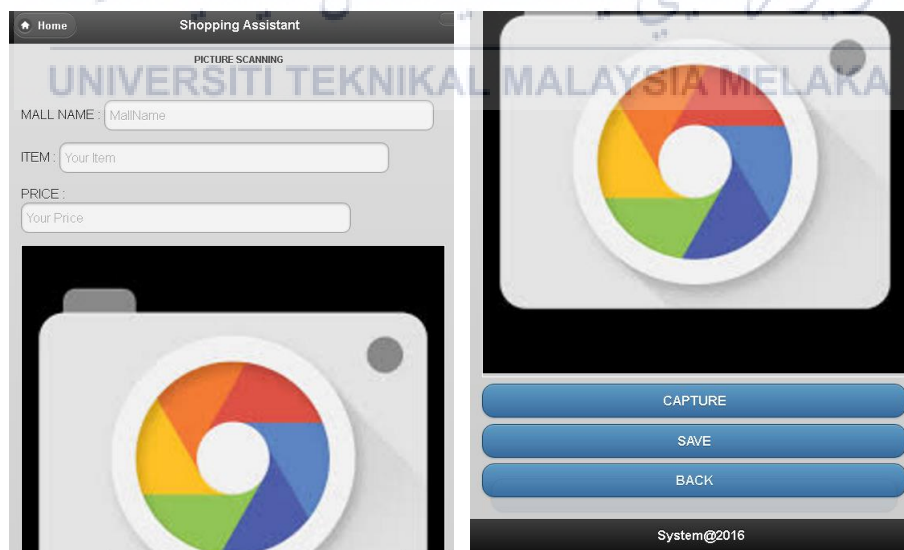 Home
Shopping Assistant
PICTURE SCANNING
UNIVERSITI TEKNIKAL MALAYSIA MELAKA
MALL NAME : MallName
ITEM : Your Item
PRICE :
Your Price
CAPTURE
SAVE
BACK
System@2016